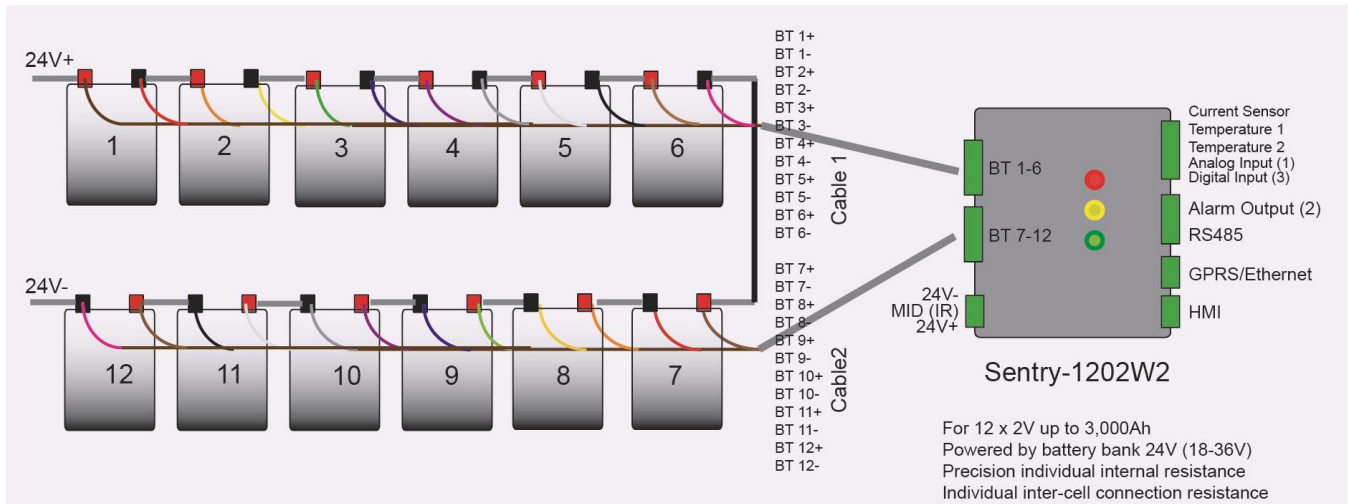 24V+
1
2
3
4
5
6
24V-
12
11
10
9
8
7
BT 1+
BT 1-
BT 2+
BT 2-
BT 3+
BT 3-
BT 4+
BT 4-
BT 5+
BT 5-
BT 6+
BT 6-
Cable 1
BT 7+
BT 7-
BT 8+
BT 8-
BT 9+
BT 9-
BT 10+
BT 10-
BT 11+
BT 11-
BT 12+
BT 12-
Cable2
BT 1-6
BT 7-12
24V-
MID (IR)
24V+
Current Sensor
Temperature 1
Temperature 2
Analog Input (1)
Digital Input (3)
Alarm Output (2)
RS485
GPRS/Ethernet
HMI
Sentry-1202W2
For 12 x 2V up to 3,000Ah
Powered by battery bank 24V (18-36V)
Precision individual internal resistance
Individual inter-cell connection resistance